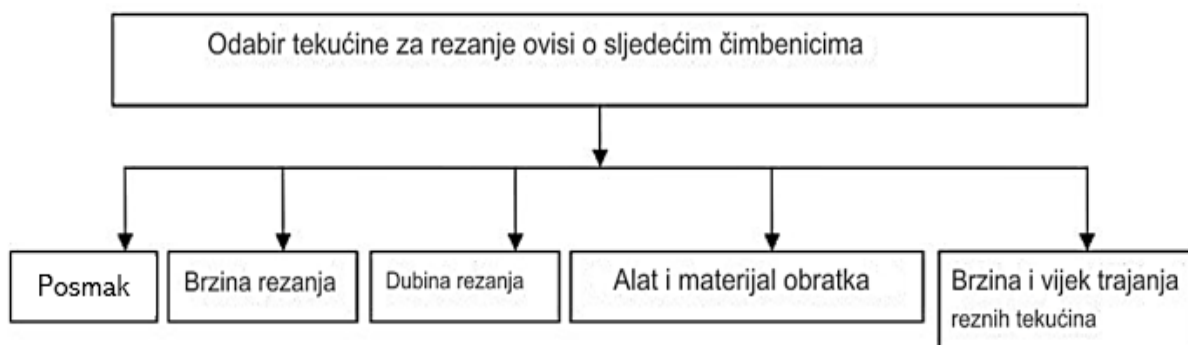 Odabir tekućine za rezanje ovisi o sljedećim čimbenicima
Posmak
Brzina rezanja
Dubina rezanja
Alat i materijal obratka
Brzina i vijek trajanja
reznih tekućina